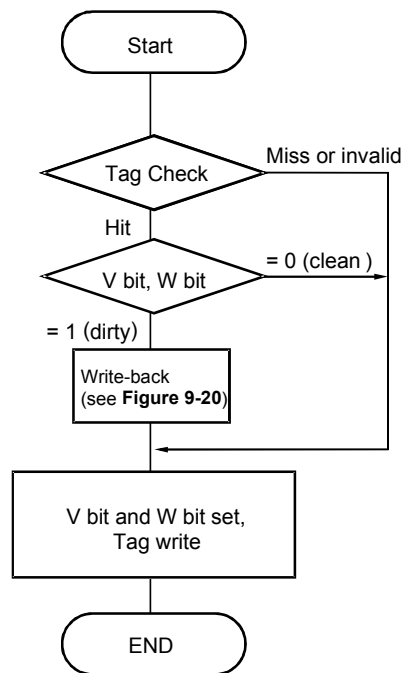 Start
Miss or invalid
Tag Check
Hit
= 0 (clean )
V bit, W bit
= 1 (dirty)
Write-back
(see Figure 9-20)
V bit and W bit set,
Tag write
END